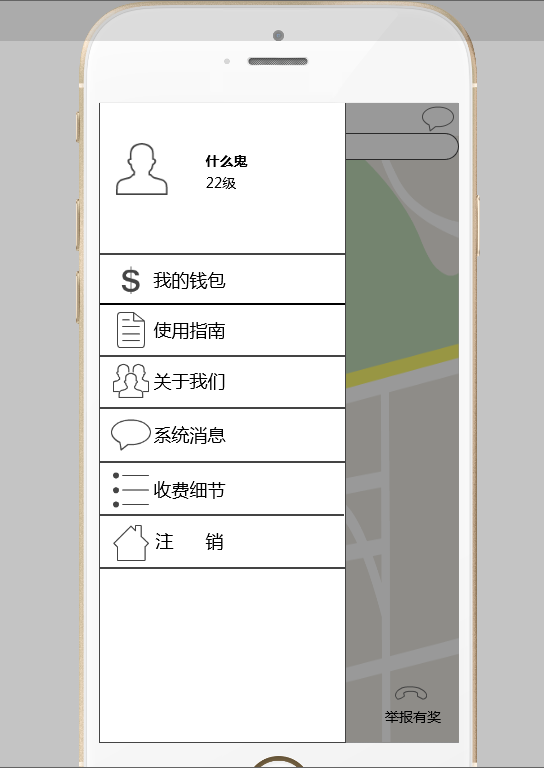 什么鬼
22级
$ 我的钱包
使用指南
关于我们
系统消息
收费细节
注 销
举报有奖